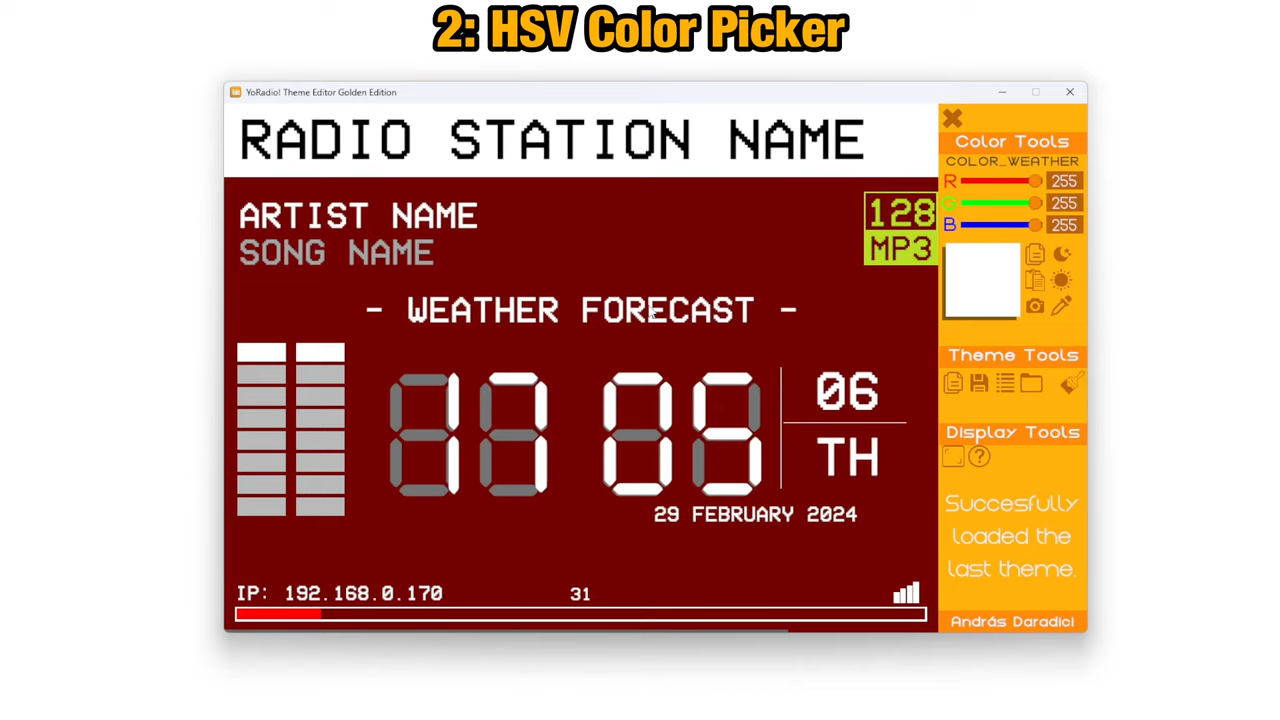 2: HSV Color Picker
YoRadio! Theme Editor Golden Edition
RADIO STATION NAME
Color Tools
COLOR_WEATHER
R 255
G 255
B 255
ARTIST NAME
128
SONG NAME
MP3
- WEATHER FORECAST -
Theme Tools
17 05
06
TH
Display Tools
?
29 FEBRUARY 2024
Succesfully
loaded the
last theme.
IP: 192.168.0.170
31
András Daradici